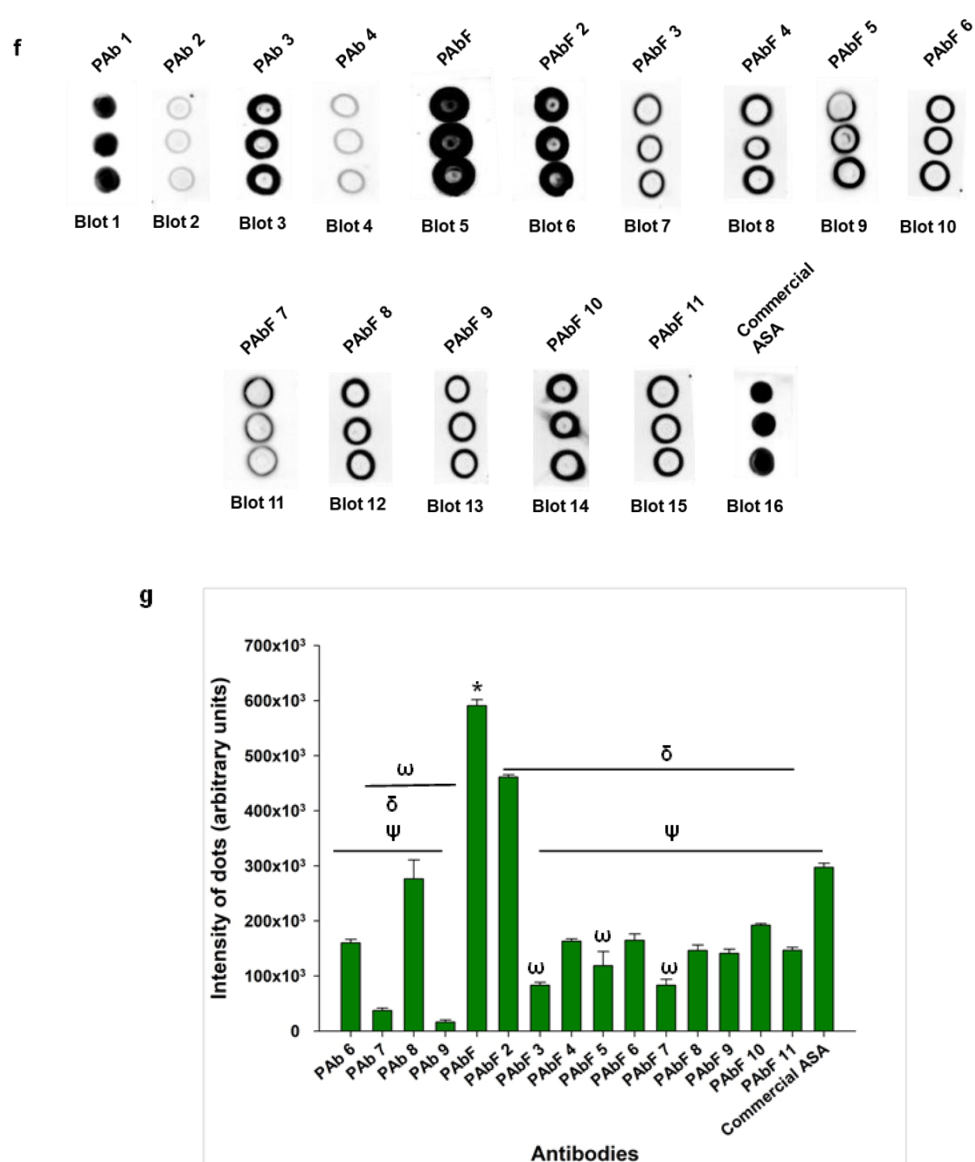 f
PAb 1 PAb 2 PAb 3 PAb 4 PAbF PAbF 2 PAbF 3 PAbF 4 PAbF 5 PAbF 6
Blot 1 Blot 2 Blot 3 Blot 4 Blot 5 Blot 6 Blot 7 Blot 8 Blot 9 Blot 10
PAbF 7 PAbF 8 PAbF 9 PAbF 10 PAbF 11 Commercial
ASA
Blot 11 Blot 12 Blot 13 Blot 14 Blot 15 Blot 16
g
Intensity of dots (arbitrary units)
700x10³
600x10³
500x10³
400x10³
300x10³
200x10³
100x10³
0
*
δ
ω
δ
ψ
ψ
ω ω ω
PAb 6 PAb 7 PAb 8 PAb 9 PAbF PAbF 2 PAbF 3 PAbF 4 PAbF 5 PAbF 6 PAbF 7 PAbF 8 PAbF 9 PAbF 10 PAbF 11 Commercial ASA
Antibodies